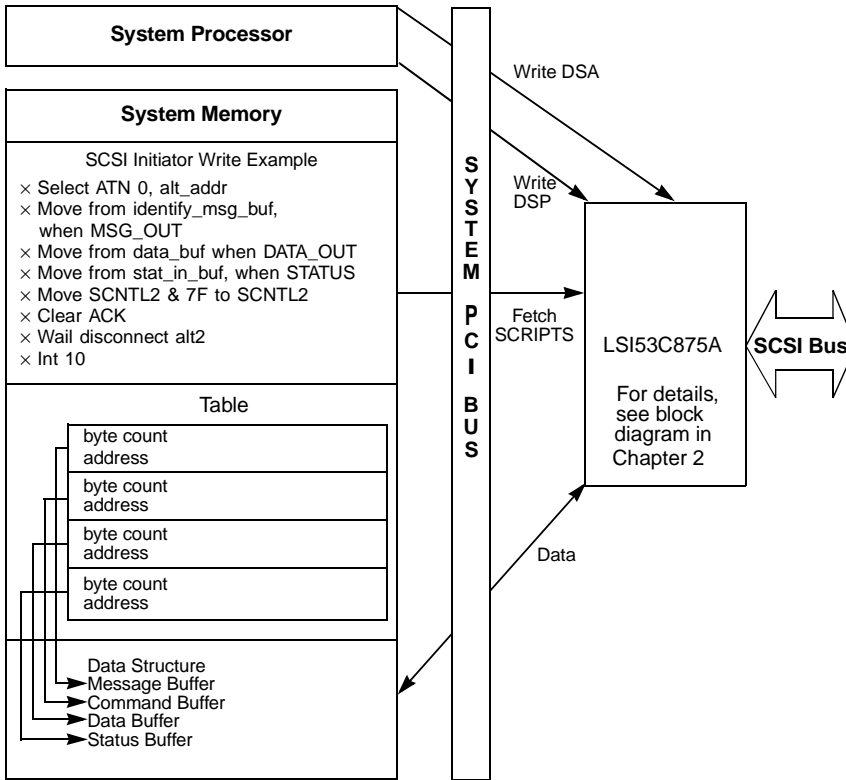 System Processor
System Memory
SCSI Initiator Write Example
× Select ATN 0, alt_addr
× Move from identify_msg_buf,
when MSG_OUT
× Move from data_buf when DATA_OUT
× Move from stat_in_buf, when STATUS
× Move SCNTL2 & 7F to SCNTL2
× Clear ACK
× Wail disconnect alt2
× Int 10
Table
byte count
address
byte count
address
byte count
address
byte count
address
Data Structure
Message Buffer
Command Buffer
Data Buffer
Status Buffer
SYSTEM PCI BUS
Write DSA
Write
DSP
Fetch
SCRIPTS
Data
LSI53C875A
For details,
see block
diagram in
Chapter 2
SCSI Bus